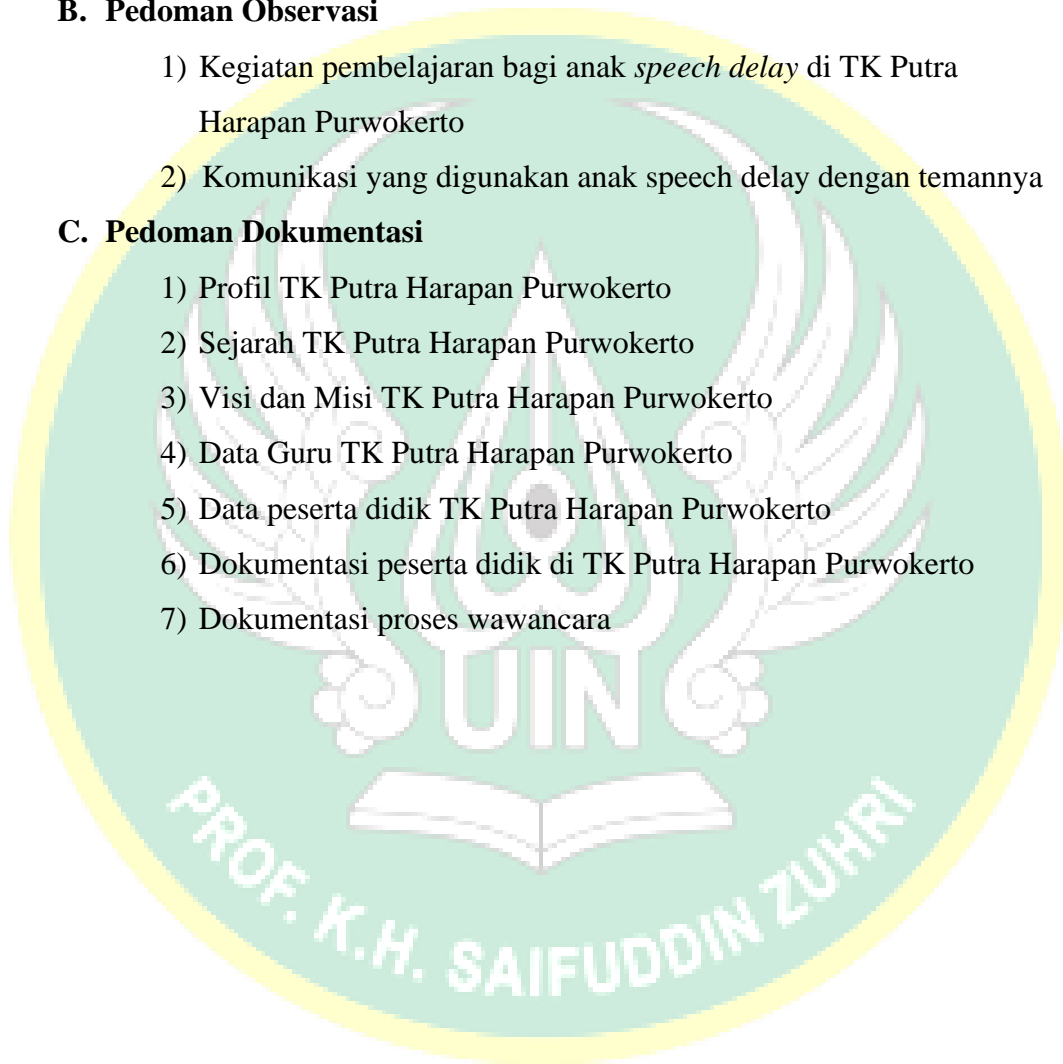 B. Pedoman Observasi
1) Kegiatan pembelajaran bagi anak speech delay di TK Putra
Harapan Purwokerto
2) Komunikasi yang digunakan anak speech delay dengan temannya
C. Pedoman Dokumentasi
1) Profil TK Putra Harapan Purwokerto
2) Sejarah TK Putra Harapan Purwokerto
3) Visi dan Misi TK Putra Harapan Purwokerto
4) Data Guru TK Putra Harapan Purwokerto
5) Data peserta didik TK Putra Harapan Purwokerto
6) Dokumentasi peserta didik di TK Putra Harapan Purwokerto
7) Dokumentasi proses wawancara
UIN
PROF. K.H. SAIFUDDIN ZUHRI